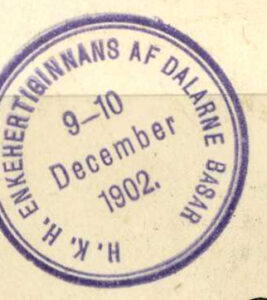 H. K. H. ENKEHERTIGINNANS AF DALARNE BASAR
9–10
December
1902.